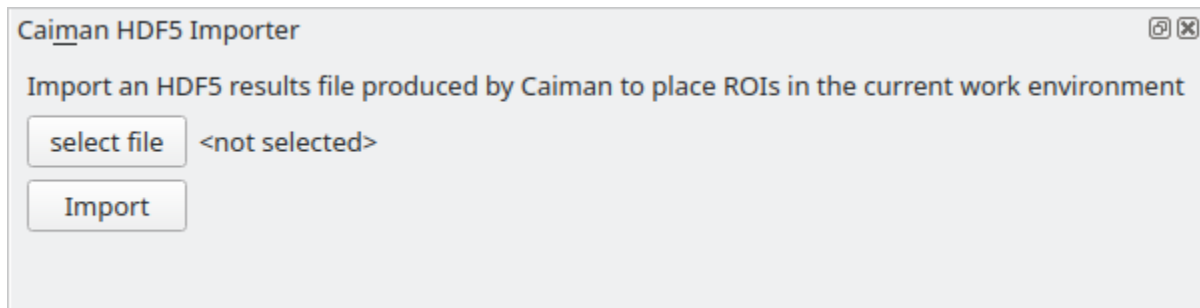 Caiman HDF5 Importer
Import an HDF5 results file produced by Caiman to place ROIs in the current work environment
select file <not selected>
Import